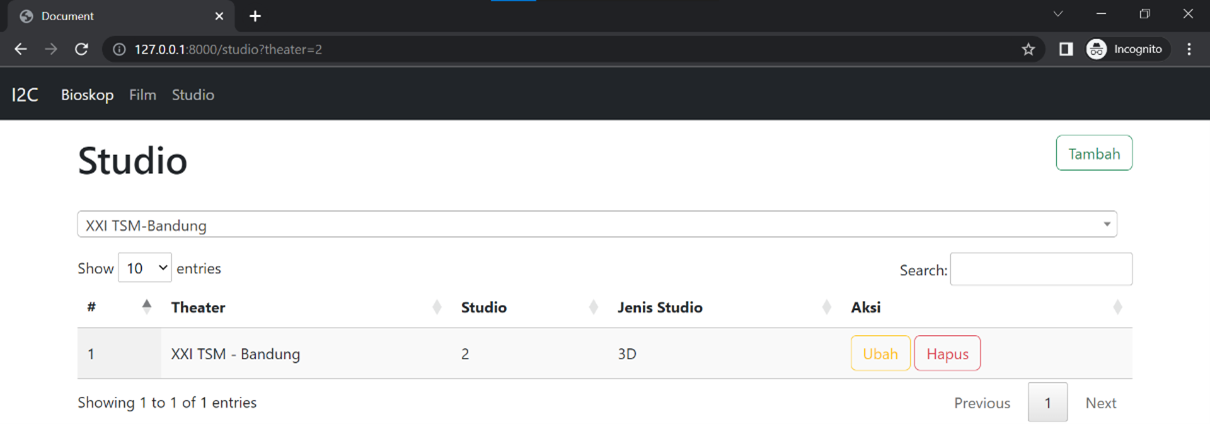 Document
127.0.0.1:8000/studio?theater=2
Incognito
I2C Bioskop Film Studio
Studio
Tambah
XXI TSM-Bandung
Show 10 entries
Search:
# Theater Studio Jenis Studio Aksi
1 XXI TSM - Bandung 2 3D Ubah Hapus
Showing 1 to 1 of 1 entries
Previous 1 Next